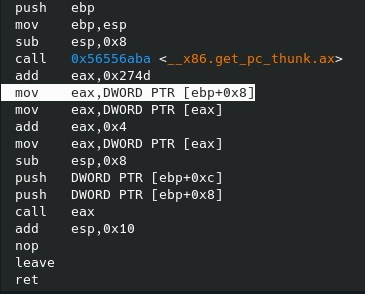 push ebp
mov ebp,esp
sub esp,0x8
call 0x56556aba <__x86.get_pc_thunk.ax>
add eax,0x274d
mov eax,DWORD PTR [ebp+0x8]
mov eax,DWORD PTR [eax]
add eax,0x4
mov eax,DWORD PTR [eax]
sub esp,0x8
push DWORD PTR [ebp+0xc]
push DWORD PTR [ebp+0x8]
call eax
add esp,0x10
nop
leave
ret